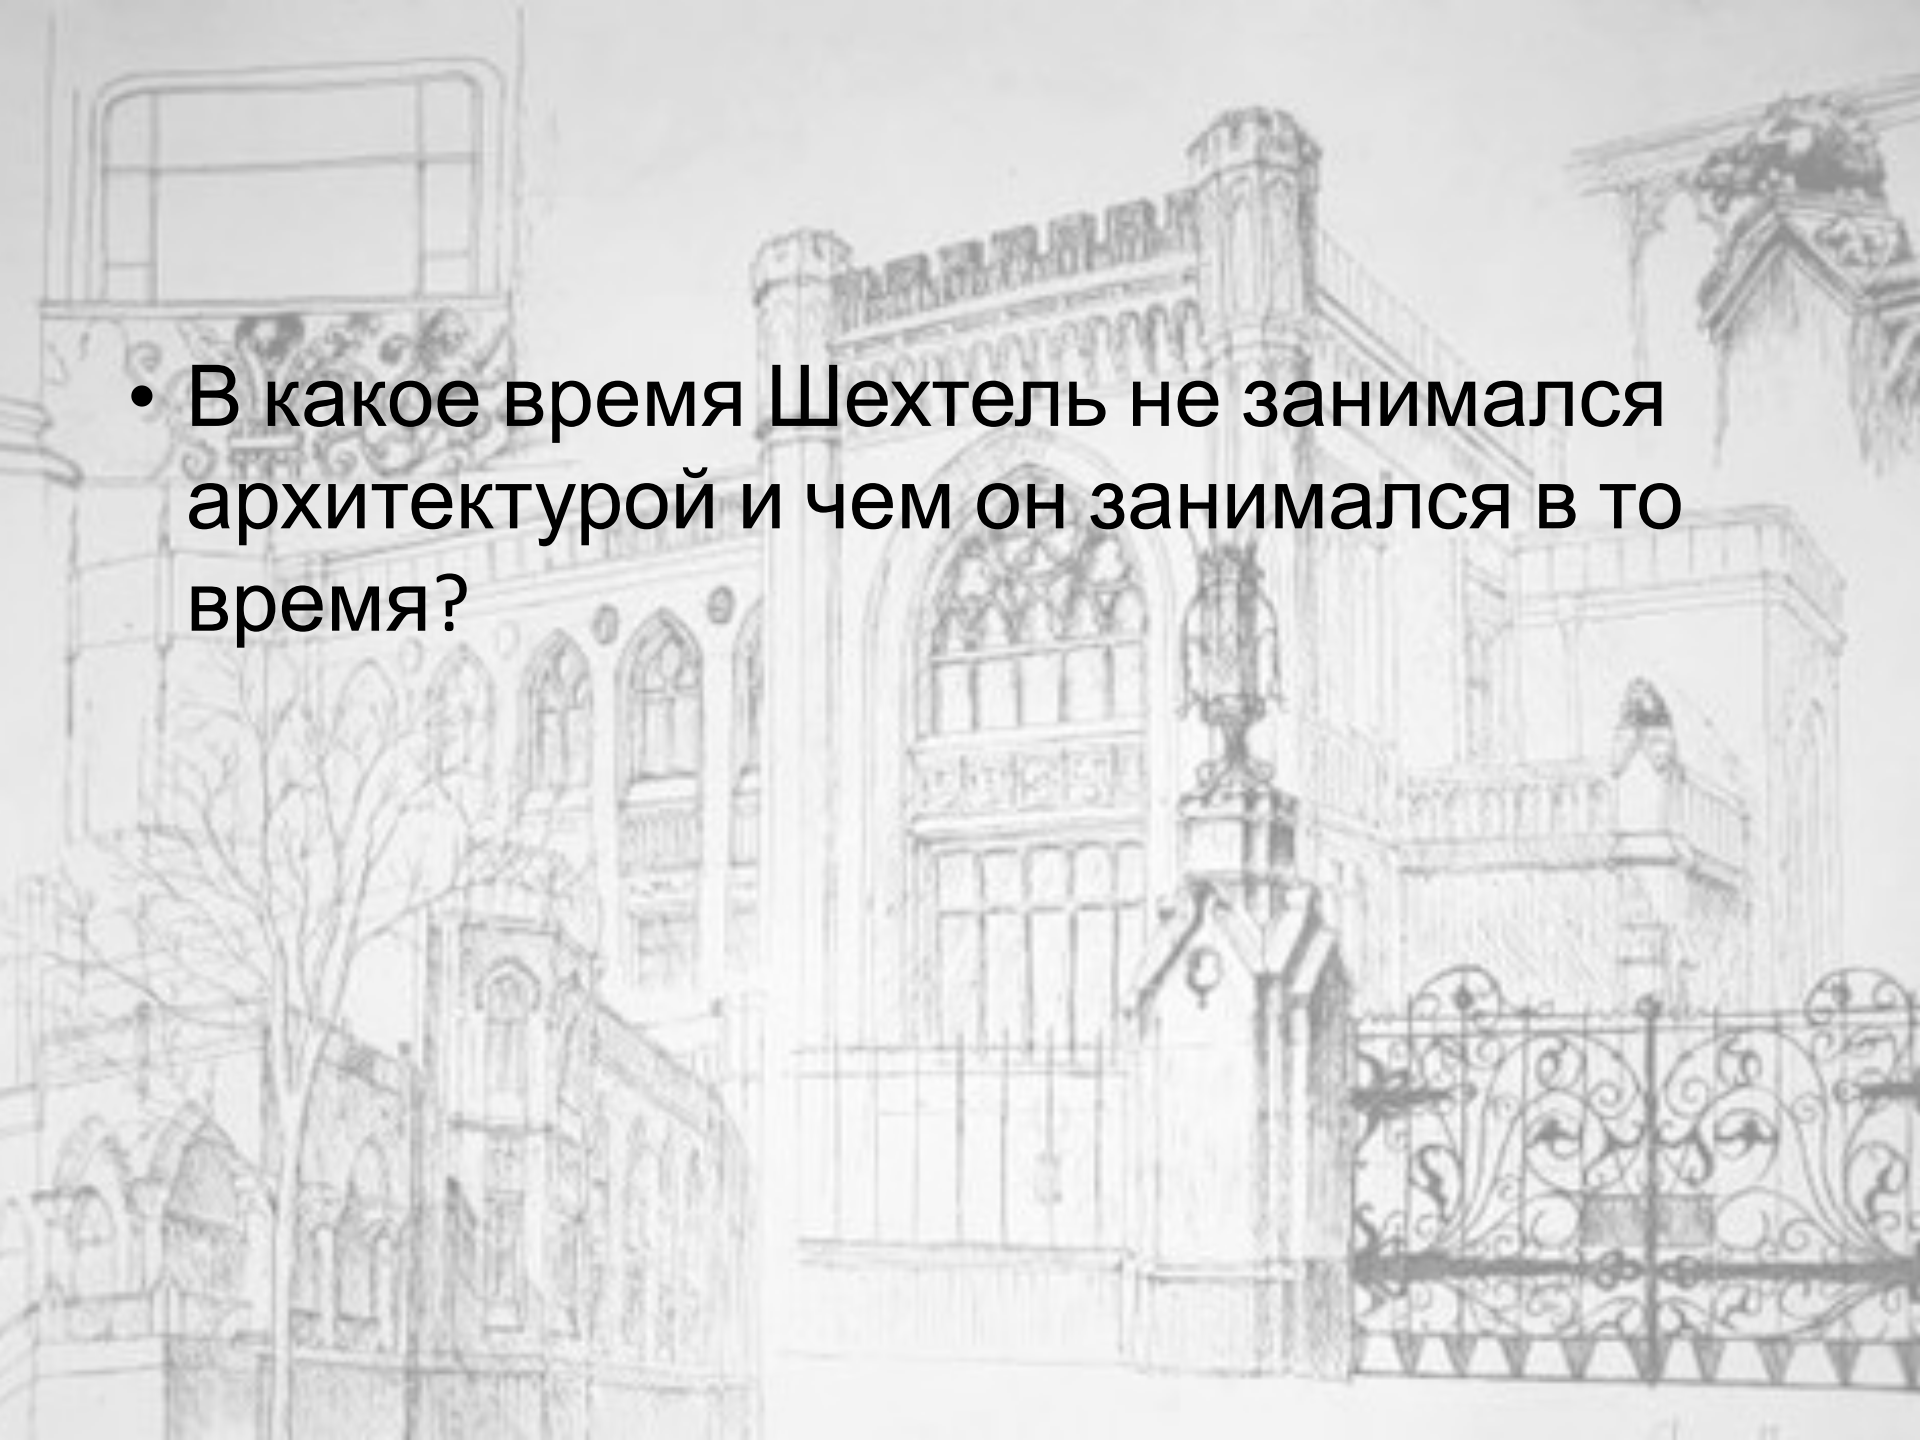 • В какое время Шехтель не занимался
архитектурой и чем он занимался в то
время?